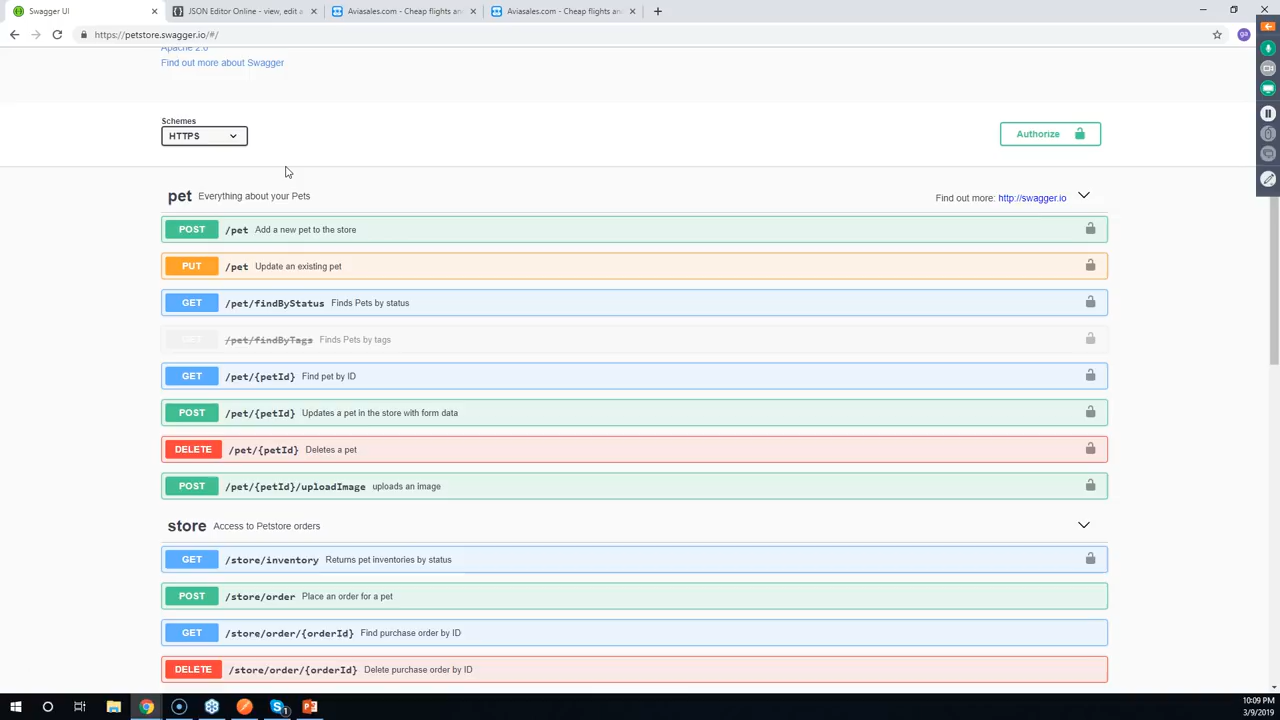 Swagger UI
JSON Editor Online - view, edit a
Aviasales.com - Cheap flights an
Aviasales.com - Cheap flights an
https://petstore.swagger.io/#/
ga
Apache 2.0
Find out more about Swagger
Schemes
HTTPS
Authorize
pet Everything about your Pets
Find out more: http://swagger.io
POST /pet Add a new pet to the store
PUT /pet Update an existing pet
GET /pet/findByStatus Finds Pets by status
GET /pet/findByTags Finds Pets by tags
GET /pet/{petId} Find pet by ID
POST /pet/{petId} Updates a pet in the store with form data
DELETE /pet/{petId} Deletes a pet
POST /pet/{petId}/uploadImage uploads an image
store Access to Petstore orders
GET /store/inventory Returns pet inventories by status
POST /store/order Place an order for a pet
GET /store/order/{orderId} Find purchase order by ID
DELETE /store/order/{orderId} Delete purchase order by ID
1
10:09 PM
3/9/2019